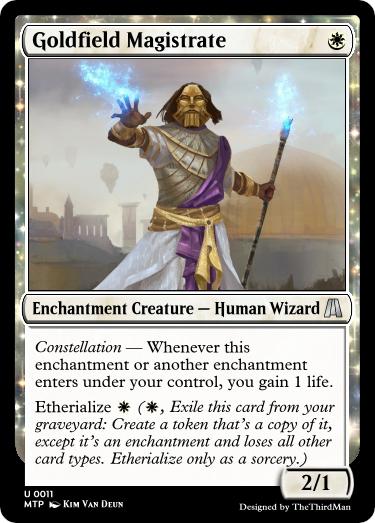 Goldfield Magistrate
Enchantment Creature — Human Wizard
Constellation — Whenever this
enchantment or another enchantment
enters under your control, you gain 1 life.
Etherialize (, Exile this card from your
graveyard: Create a token that's a copy of it,
except it's an enchantment and loses all other
card types. Etherialize only as a sorcery.)
2/1
U 0011
MTP Kim Van Deun
Designed by TheThirdMan